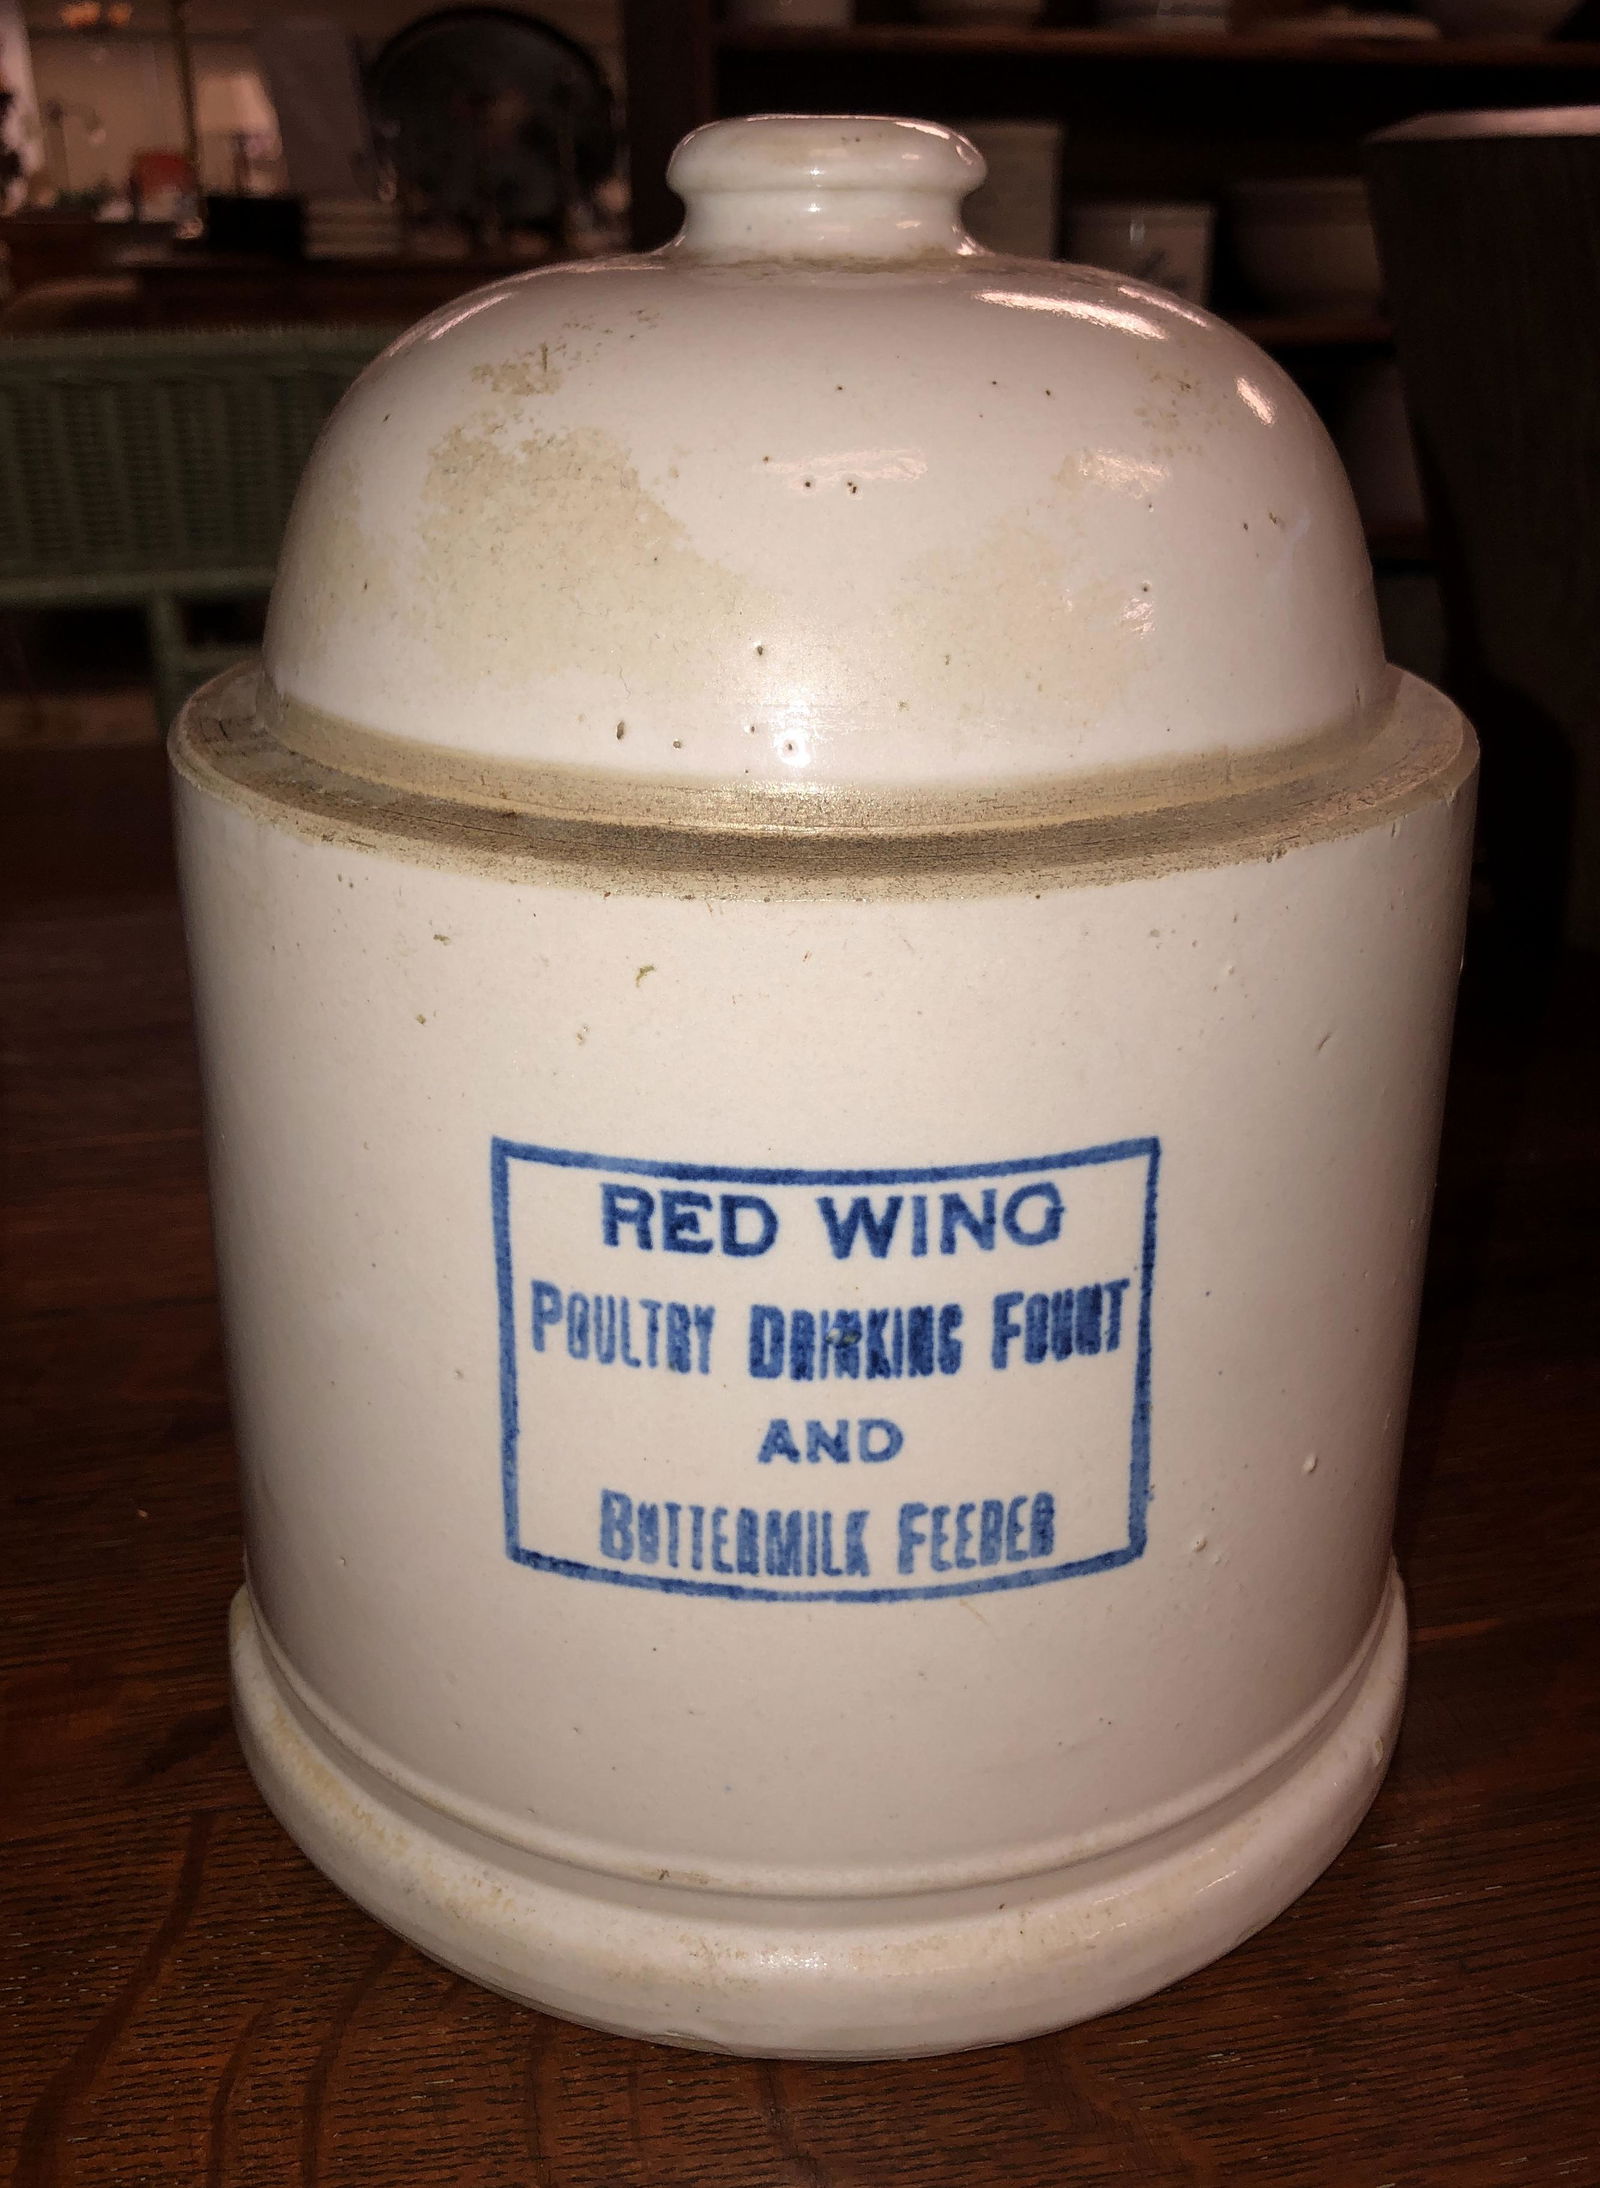 RED WING
POULTRY DRINKING FOUNT
AND
BUTTERMILK FEEDER